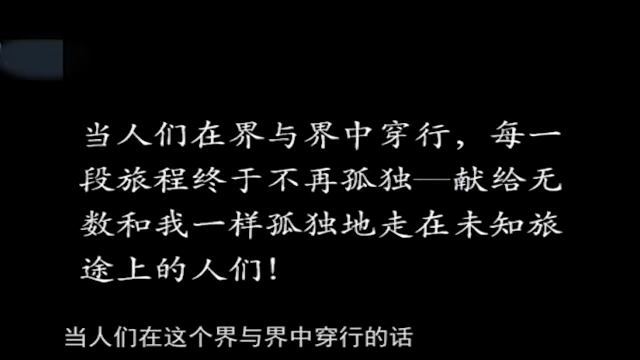 当人们在界与界中穿行，每一
段旅程终于不再孤独—献给无
数和我一样孤独地走在未知旅
途上的人们！
当人们在这个界与界中穿行的话